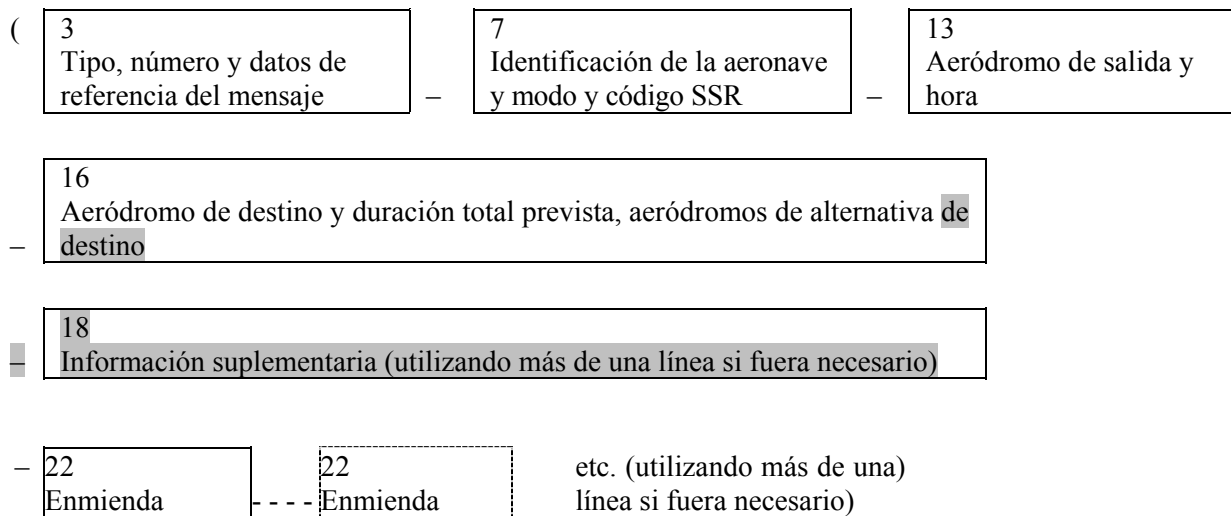 ( 3 7 13
Tipo, número y datos de Identificación de la aeronave Aeródromo de salida y
referencia del mensaje – y modo y código SSR – hora
16
Aeródromo de destino y duración total prevista, aeródromos de alternativa de
– destino
18
– Información suplementaria (utilizando más de una línea si fuera necesario)
– 22 22 etc. (utilizando más de una)
Enmienda - - - - Enmienda línea si fuera necesario)